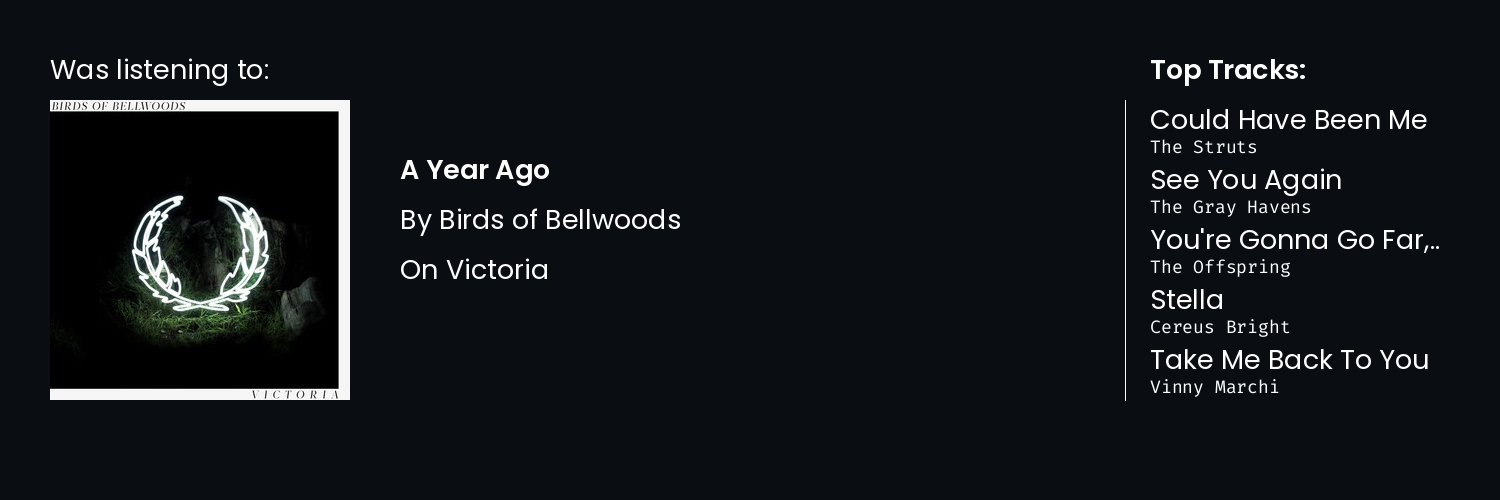 Was listening to:
BIRDS OF BELLWOODS
VICTORIA
A Year Ago
By Birds of Bellwoods
On Victoria
Top Tracks:
Could Have Been Me
The Struts
See You Again
The Gray Havens
You're Gonna Go Far,..
The Offspring
Stella
Cereus Bright
Take Me Back To You
Vinny Marchi